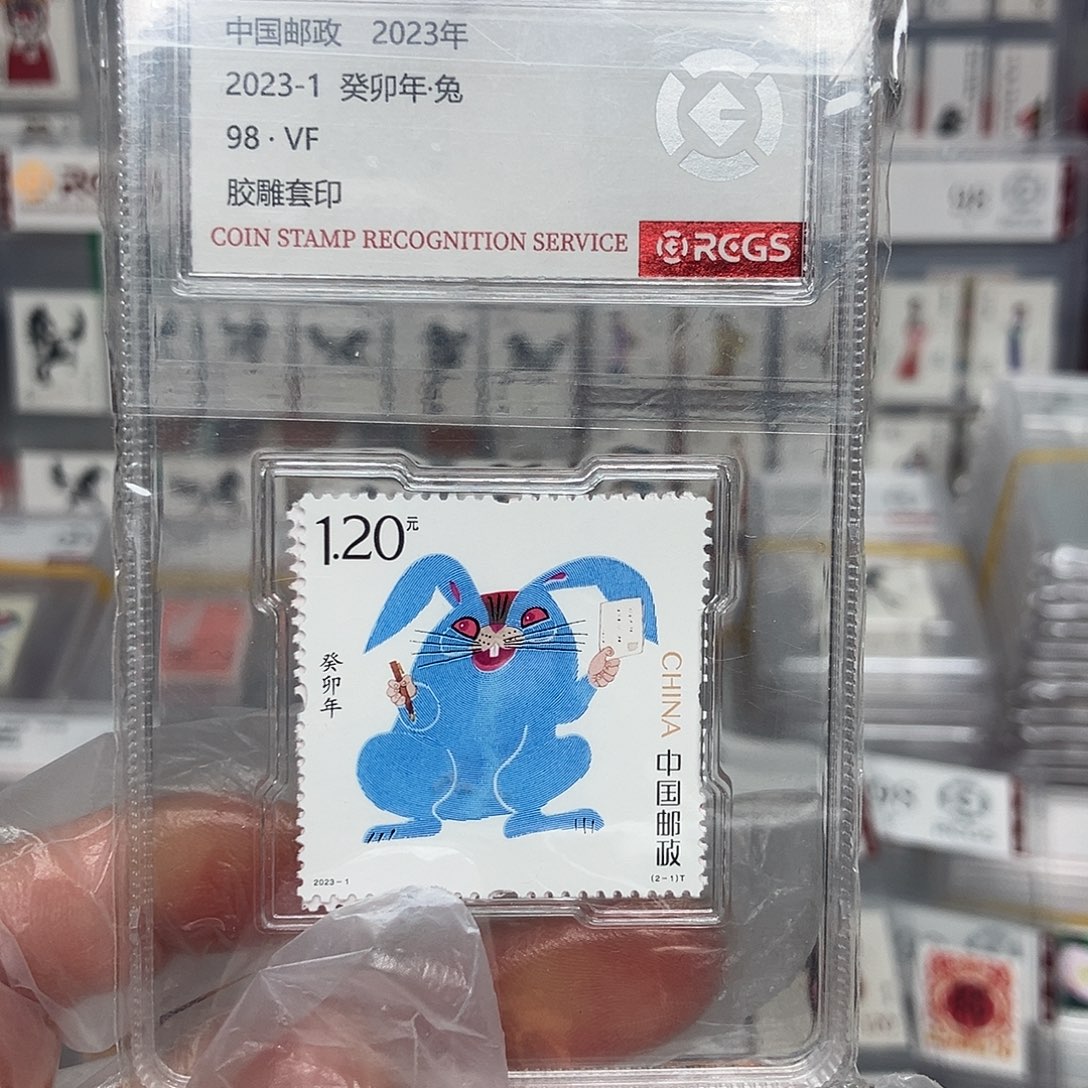 中国邮政 2023年
2023-1 癸卯年·兔
98·VF
胶雕套印
COIN STAMP RECOGNITION SERVICE
RCGS
1.20元
癸卯年
CHINA 中国邮政
2023-1
(2-1)T